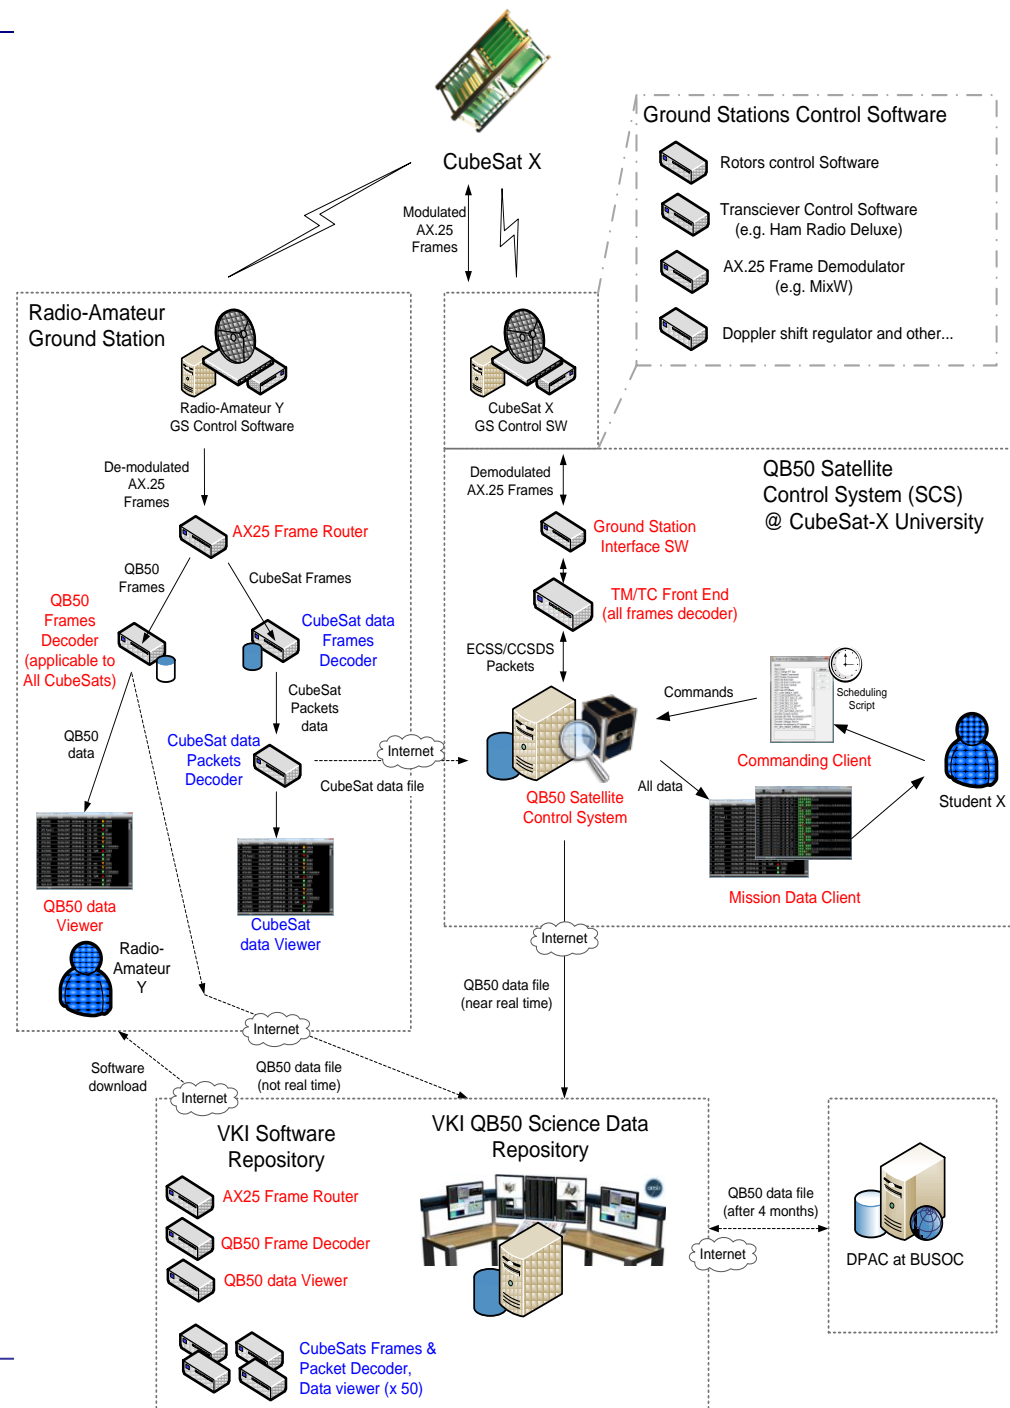 CubeSat X
Modulated
AX.25
Frames
Ground Stations Control Software
Rotors control Software
Transciever Control Software
(e.g. Ham Radio Deluxe)
AX.25 Frame Demodulator
(e.g. MixW)
Doppler shift regulator and other...
Radio-Amateur
Ground Station
Radio-Amateur Y
GS Control Software
CubeSat X
GS Control SW
De-modulated
AX.25
Frames
AX25 Frame Router
QB50
Frames
CubeSat Frames
QB50
Frames
Decoder
(applicable to
All CubeSats)
CubeSat data
Frames
Decoder
CubeSat
Packets
data
QB50
data
CubeSat data
Packets
Decoder
Internet
CubeSat data file
QB50 data
Viewer
CubeSat
data Viewer
Radio-
Amateur
Y
Demodulated
AX.25 Frames
QB50 Satellite
Control System (SCS)
@ CubeSat-X University
Ground Station
Interface SW
TM/TC Front End
(all frames decoder)
ECSS/CCSDS
Packets
Commands
Scheduling
Script
Commanding Client
Student X
QB50 Satellite
Control System
All data
Mission Data Client
Internet
QB50 data file
(near real time)
Internet
QB50 data file
(not real time)
Software
download
Internet
VKI Software
Repository
AX25 Frame Router
QB50 Frame Decoder
QB50 data Viewer
CubeSats Frames &
Packet Decoder,
Data viewer (x 50)
VKI QB50 Science Data
Repository
QB50 data file
(after 4 months)
Internet
DPAC at BUSOC